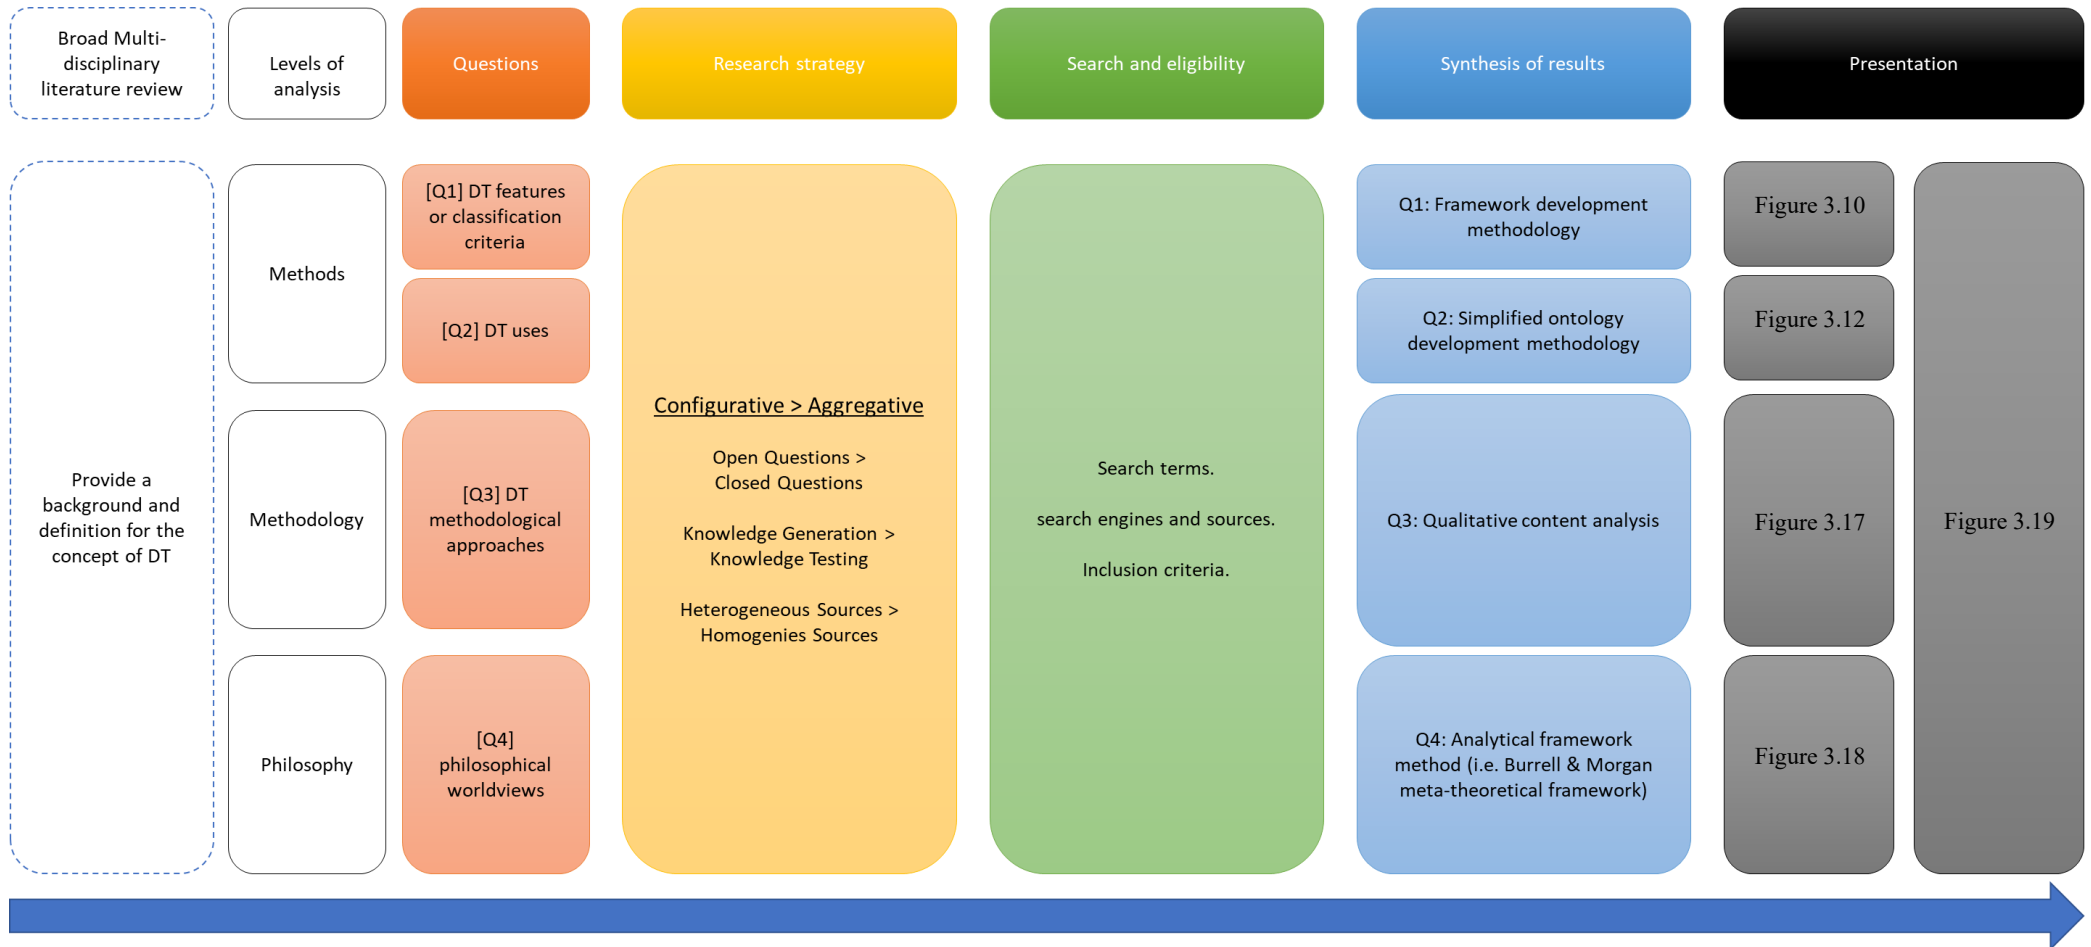 Broad Multi-
disciplinary
literature review
Levels of
analysis
Questions
Research strategy
Search and eligibility
Synthesis of results
Presentation
Provide a
background and
definition for the
concept of DT
Methods
Methodology
Philosophy
[Q1] DT features
or classification
criteria
[Q2] DT uses
[Q3] DT
methodological
approaches
[Q4]
philosophical
worldviews
Configurative > Aggregative
Open Questions >
Closed Questions
Knowledge Generation >
Knowledge Testing
Heterogeneous Sources >
Homogenies Sources
Search terms.
search engines and sources.
Inclusion criteria.
Q1: Framework development
methodology
Q2: Simplified ontology
development methodology
Q3: Qualitative content analysis
Q4: Analytical framework
method (i.e. Burrell & Morgan
meta-theoretical framework)
Figure 3.10
Figure 3.12
Figure 3.17
Figure 3.18
Figure 3.19